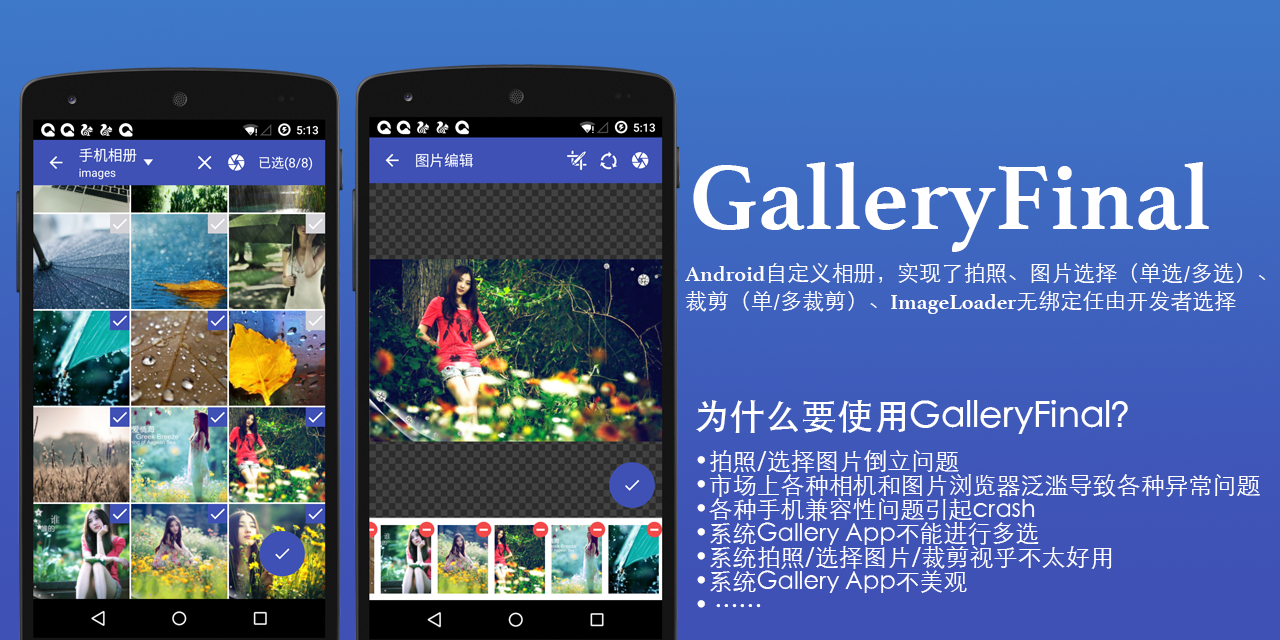 5:13
手机相册
images
已选(8/8)
爱情海
Greek Breeze
谁
5:13
图片编辑
GalleryFinal
Android自定义相册，实现了拍照、图片选择（单选/多选）、
裁剪（单/多裁剪）、ImageLoader无绑定任由开发者选择
为什么要使用GalleryFinal?
•拍照/选择图片倒立问题
•市场上各种相机和图片浏览器泛滥导致各种异常问题
•各种手机兼容性问题引起crash
•系统Gallery App不能进行多选
•系统拍照/选择图片/裁剪视乎不太好用
•系统Gallery App不美观
• ······